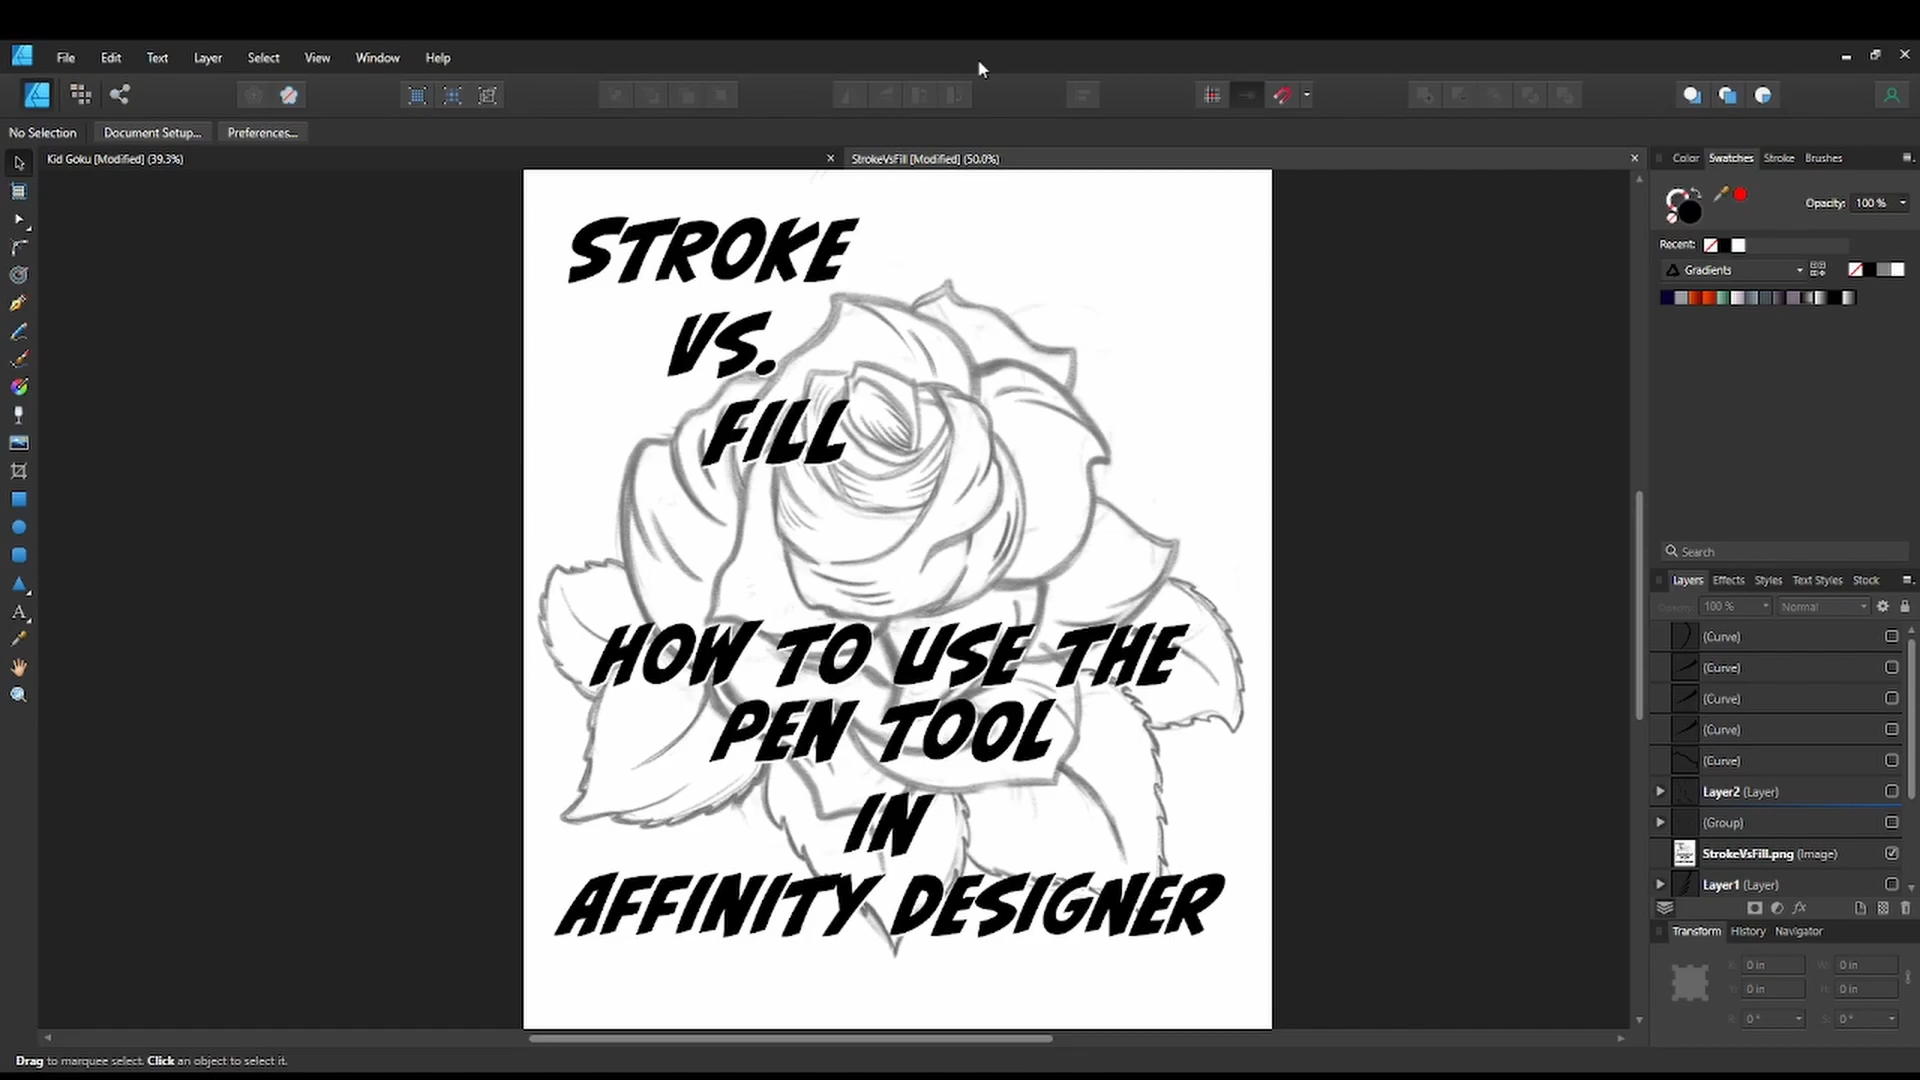 File Edit Text Layer Select View Window Help
No Selection Document Setup... Preferences...
Kid Goku [Modified] (39.3%) StrokeVsFill [Modified] (50.0%)
STROKE
VS.
FILL
HOW TO USE THE
PEN TOOL
IN
AFFINITY DESIGNER
Color Swatches Stroke Brushes
Opacity: 100 %
Recent:
Gradients
Search
Layers Effects Styles Text Styles Stock
Opacity: 100 % Normal
(Curve)
(Curve)
(Curve)
(Curve)
(Curve)
Layer2 (Layer)
(Group)
StrokeVsFill.png (Image)
Layer1 (Layer)
fx
Transform History Navigator
X: 0 in W: 0 in
Y: 0 in H: 0 in
R: 0 ° S: 0 °
Drag to marquee select. Click an object to select it.